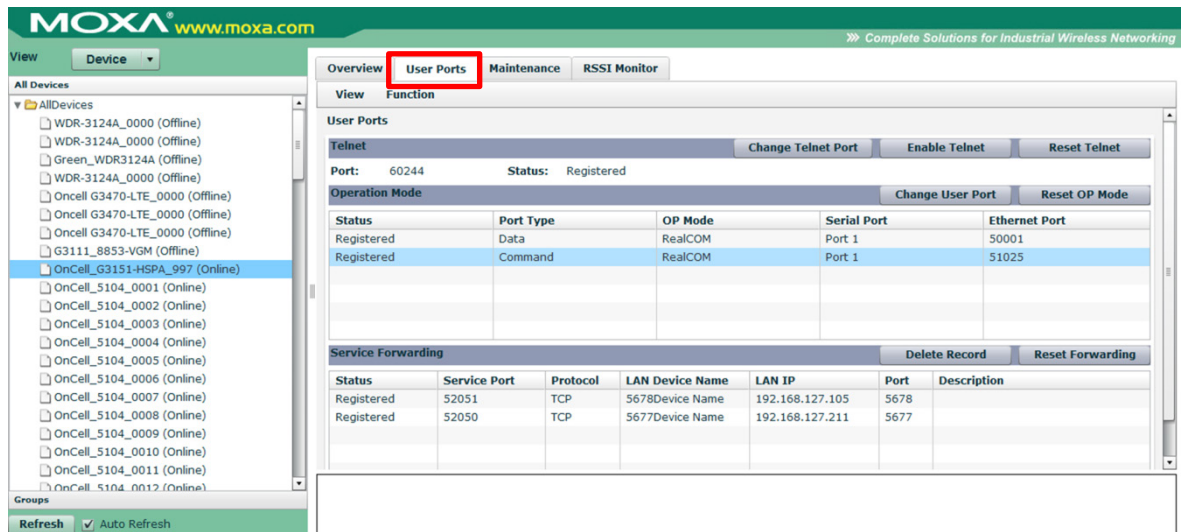 MOXA® www.moxa.com
Complete Solutions for Industrial Wireless Networking
View Device
All Devices
AllDevices
WDR-3124A_0000 (Offline)
WDR-3124A_0000 (Offline)
Green_WDR3124A (Offline)
WDR-3124A_0000 (Offline)
Oncell G3470-LTE_0000 (Offline)
Oncell G3470-LTE_0000 (Offline)
Oncell G3470-LTE_0000 (Offline)
G3111_8853-VGM (Offline)
OnCell_G3151-HSPA_997 (Online)
OnCell_5104_0001 (Online)
OnCell_5104_0002 (Online)
OnCell_5104_0003 (Online)
OnCell_5104_0004 (Online)
OnCell_5104_0005 (Online)
OnCell_5104_0006 (Online)
OnCell_5104_0007 (Online)
OnCell_5104_0008 (Online)
OnCell_5104_0009 (Online)
OnCell_5104_0010 (Online)
OnCell_5104_0011 (Online)
OnCell_5104_0012 (Online)
Groups
Refresh Auto Refresh
Overview User Ports Maintenance RSSI Monitor
View Function
User Ports
Telnet Change Telnet Port Enable Telnet Reset Telnet
Port: 60244 Status: Registered
Operation Mode Change User Port Reset OP Mode
Status Port Type OP Mode Serial Port Ethernet Port
Registered Data RealCOM Port 1 50001
Registered Command RealCOM Port 1 51025
Service Forwarding Delete Record Reset Forwarding
Status Service Port Protocol LAN Device Name LAN IP Port Description
Registered 52051 TCP 5678Device Name 192.168.127.105 5678
Registered 52050 TCP 5677Device Name 192.168.127.211 5677